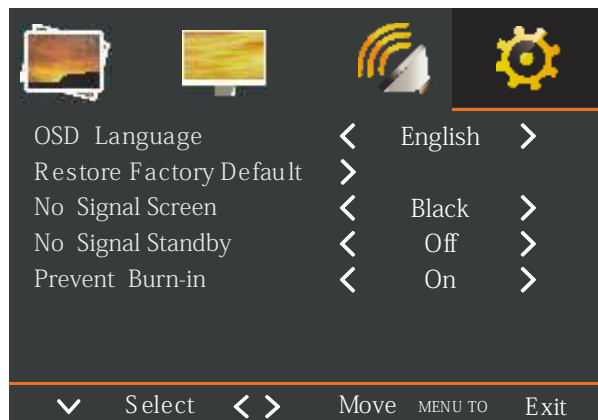 OSD Language English
Restore Factory Default
No Signal Screen Black
No Signal Standby Off
Prevent Burn-in On
Select Move MENU TO Exit